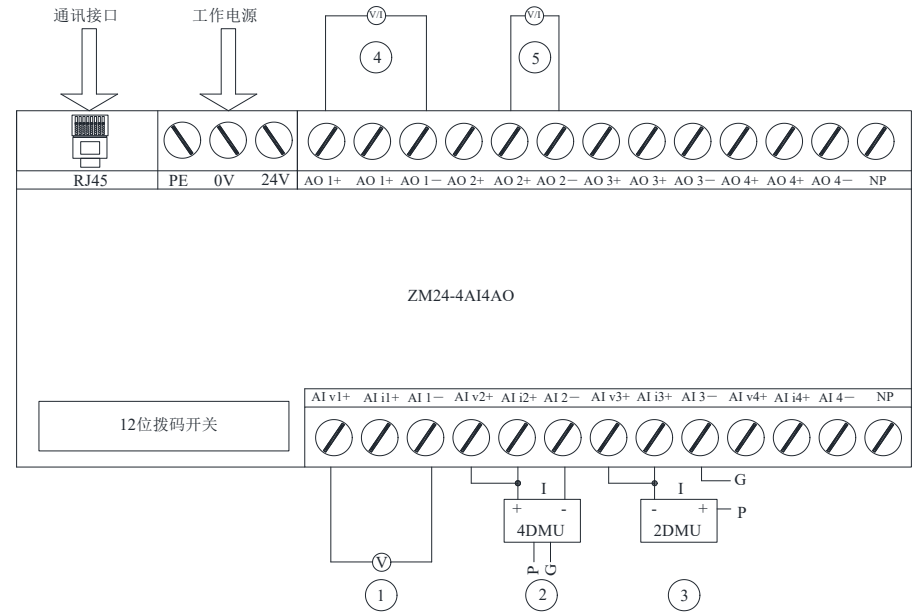 通讯接口 工作电源 V/I V/I
4 5
RJ45 PE 0V 24V AO 1+ AO 1+ AO 1− AO 2+ AO 2+ AO 2− AO 3+ AO 3+ AO 3− AO 4+ AO 4+ AO 4− NP
ZM24-4AI4AO
AI v1+ AI i1+ AI 1− AI v2+ AI i2+ AI 2− AI v3+ AI i3+ AI 3− AI v4+ AI i4+ AI 4− NP
12位拨码开关
I I G
+ - - + P
4DMU 2DMU
V P G
1 2 3